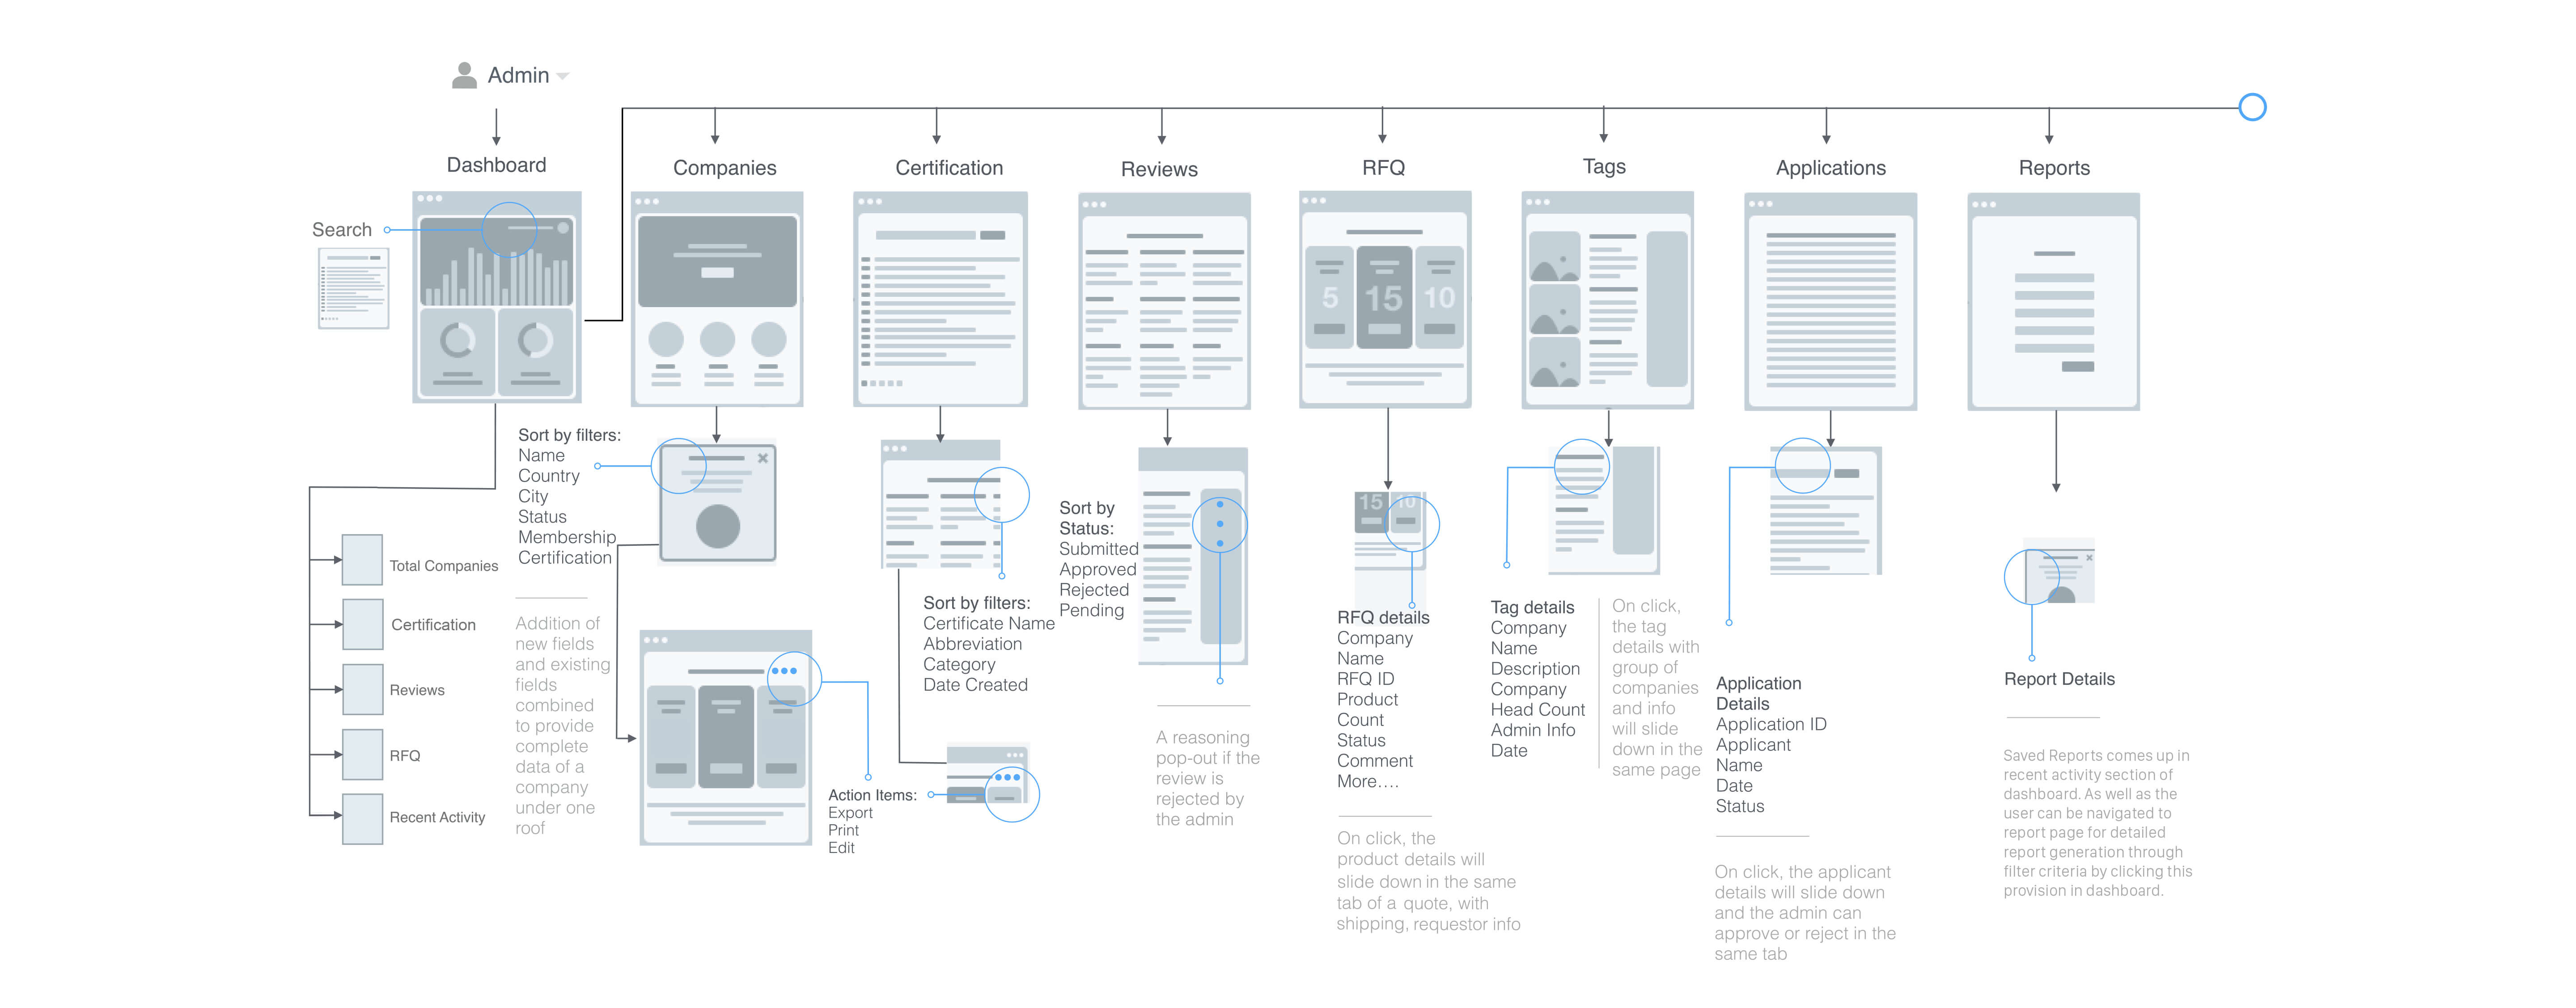 Admin
Dashboard
Companies
Certification
Reviews
RFQ
Tags
Applications
Reports
Search
5
15
10
Total Companies
Certification
Reviews
RFQ
Recent Activity
Sort by filters:
Name
Country
City
Status
Membership
Certification
Addition of
new fields
and existing
fields
combined
to provide
complete
data of a
company
under one
roof
Action Items:
Export
Print
Edit
Sort by filters:
Certificate Name
Abbreviation
Category
Date Created
Sort by
Status:
Submitted
Approved
Rejected
Pending
A reasoning
pop-out if the
review is
rejected by
the admin
15
10
RFQ details
Company
Name
RFQ ID
Product
Count
Status
Comment
More....
On click, the
product details will
slide down in the same
tab of a quote, with
shipping, requestor info
Tag details
Company
Name
Description
Company
Head Count
Admin Info
Date
On click,
the tag
details with
group of
companies
and info
will slide
down in the
same page
Application
Details
Application ID
Applicant
Name
Date
Status
On click, the applicant
details will slide down
and the admin can
approve or reject in the
same tab
Report Details
Saved Reports comes up in
recent activity section of
dashboard. As well as the
user can be navigated to
report page for detailed
report generation through
filter criteria by clicking this
provision in dashboard.